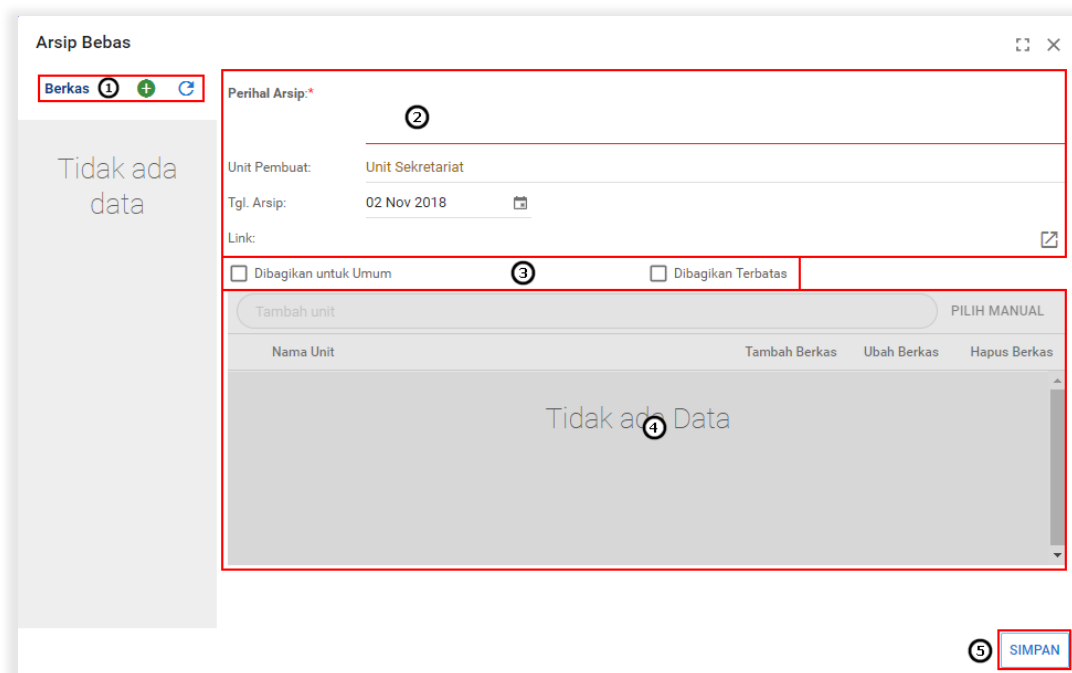 Arsip Bebas
Berkas 1
Perihal Arsip:*
2
Tidak ada
data
Unit Pembuat: Unit Sekretariat
Tgl. Arsip: 02 Nov 2018
Link:
Dibagikan untuk Umum 3 Dibagikan Terbatas
Tambah unit PILIH MANUAL
Nama Unit Tambah Berkas Ubah Berkas Hapus Berkas
Tidak ada Data
4
5 SIMPAN